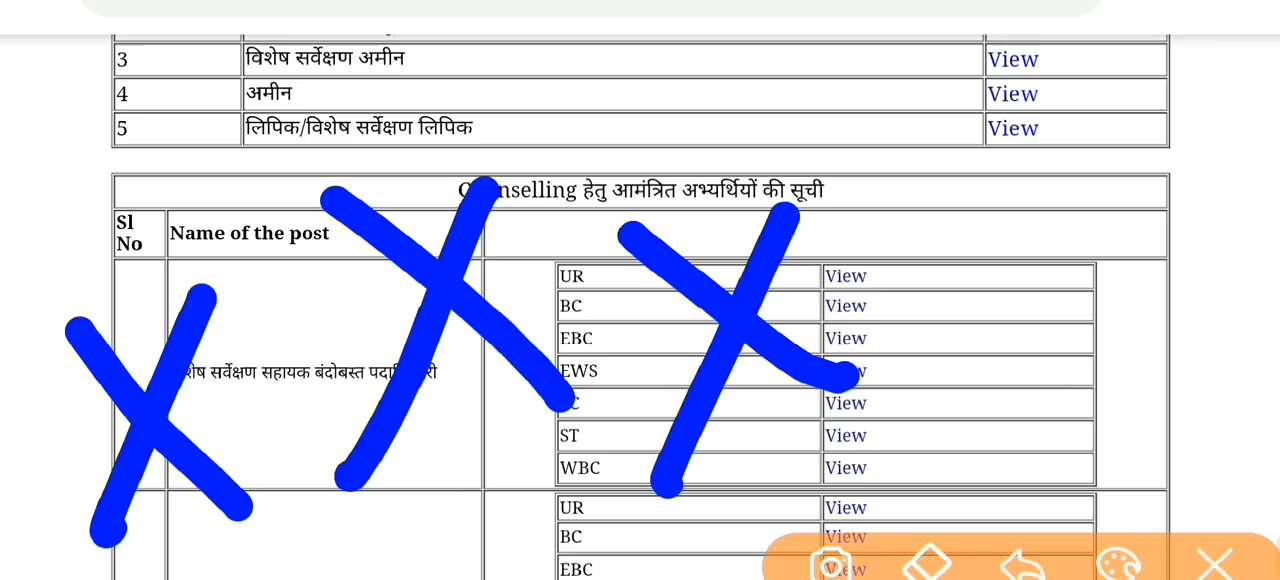 3 विशेष सर्वेक्षण अमीन View
4 अमीन View
5 लिपिक/विशेष सर्वेक्षण लिपिक View
हेतु आमंत्रित अभ्यर्थियों की सूची
Sl No Name of the post
UR View
BC View
EBC View
सर्वेक्षण सहायक बंदोबस्त
EWS
View
ST View
WBC View
UR View
BC View
EBC View